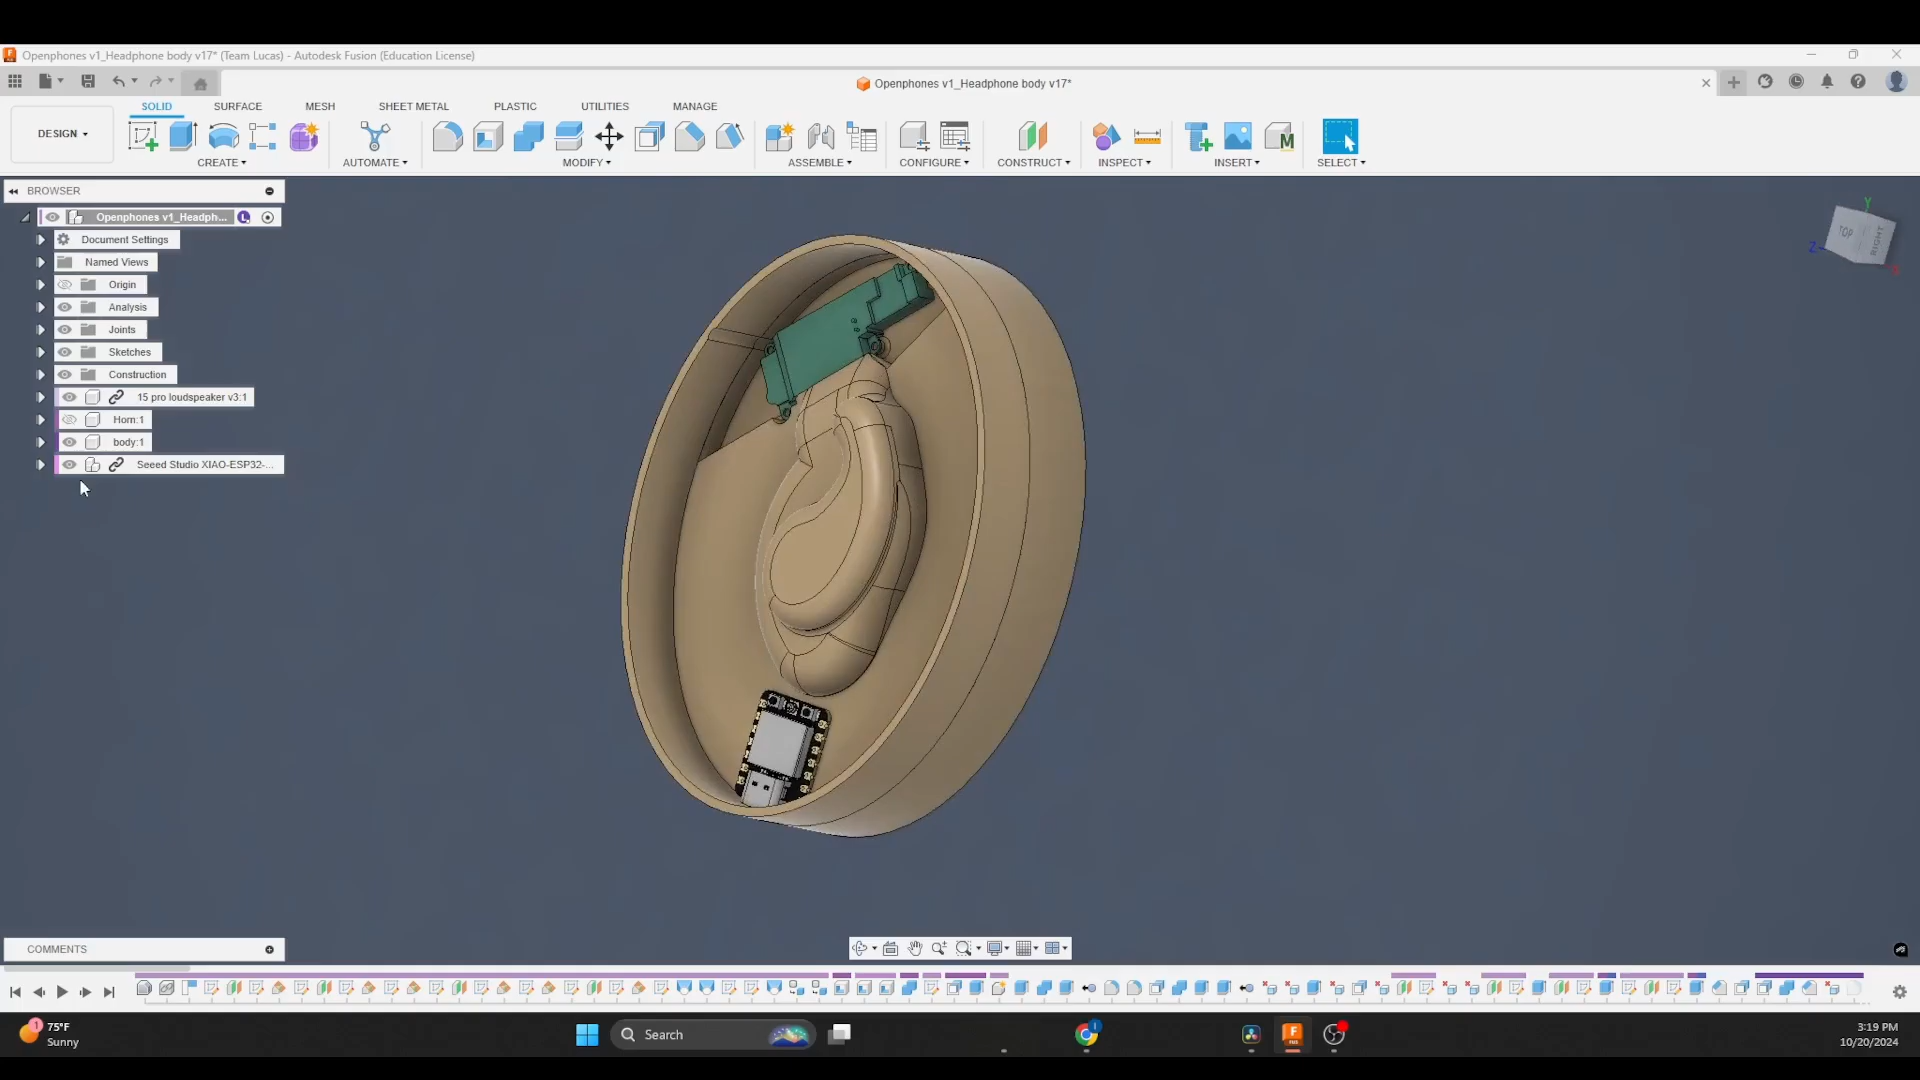 Openphones v1_Headphone body v17* (Team Lucas) - Autodesk Fusion (Education License)
Openphones v1_Headphone body v17*
SOLID SURFACE MESH SHEET METAL PLASTIC UTILITIES MANAGE
DESIGN
CREATE AUTOMATE MODIFY ASSEMBLE CONFIGURE CONSTRUCT INSPECT INSERT SELECT
BROWSER
Openphones v1_Headph...
Document Settings
Named Views
Origin
Analysis
Joints
Sketches
Construction
15 pro loudspeaker v3:1
Horn:1
body:1
Seeed Studio XIAO-ESP32-...
Y
TOP RIGHT
Z
X
COMMENTS
1
75°F
Sunny
Search
3:19 PM
10/20/2024